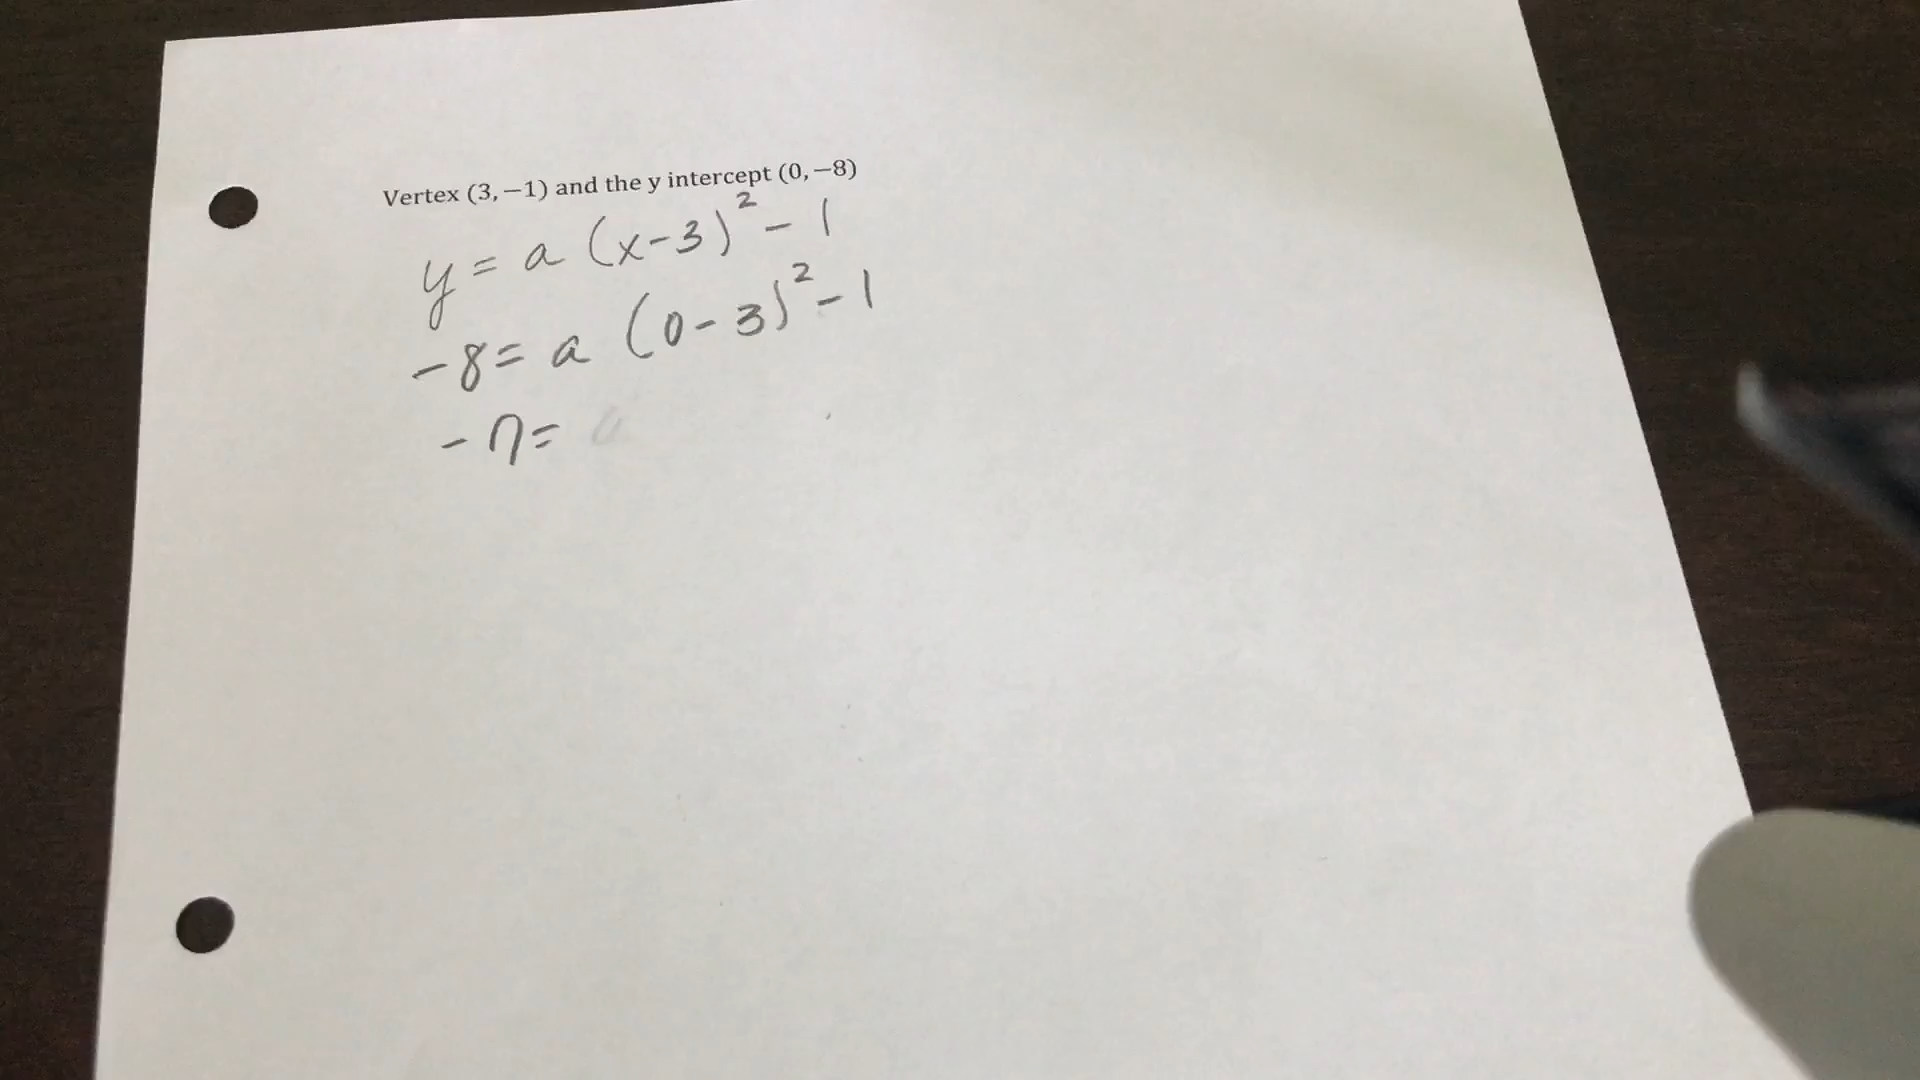 Vertex (3, −1) and the y intercept (0, −8)
y = a (x-3)² - 1
-8 = a (0-3)² - 1
-7 =